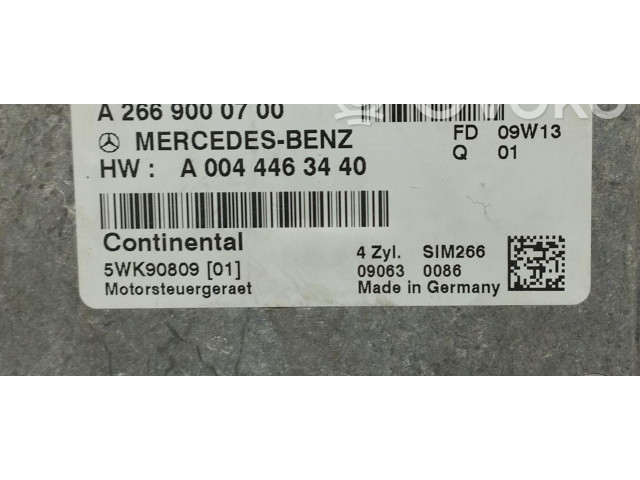 A 266 900 07 00
MERCEDES-BENZ
FD 09W13
HW : A 004 446 34 40
Q 01
Continental
5WK90809 [01]
Motorsteuergeraet
4 Zyl. SIM266
09063 0086
Made in Germany